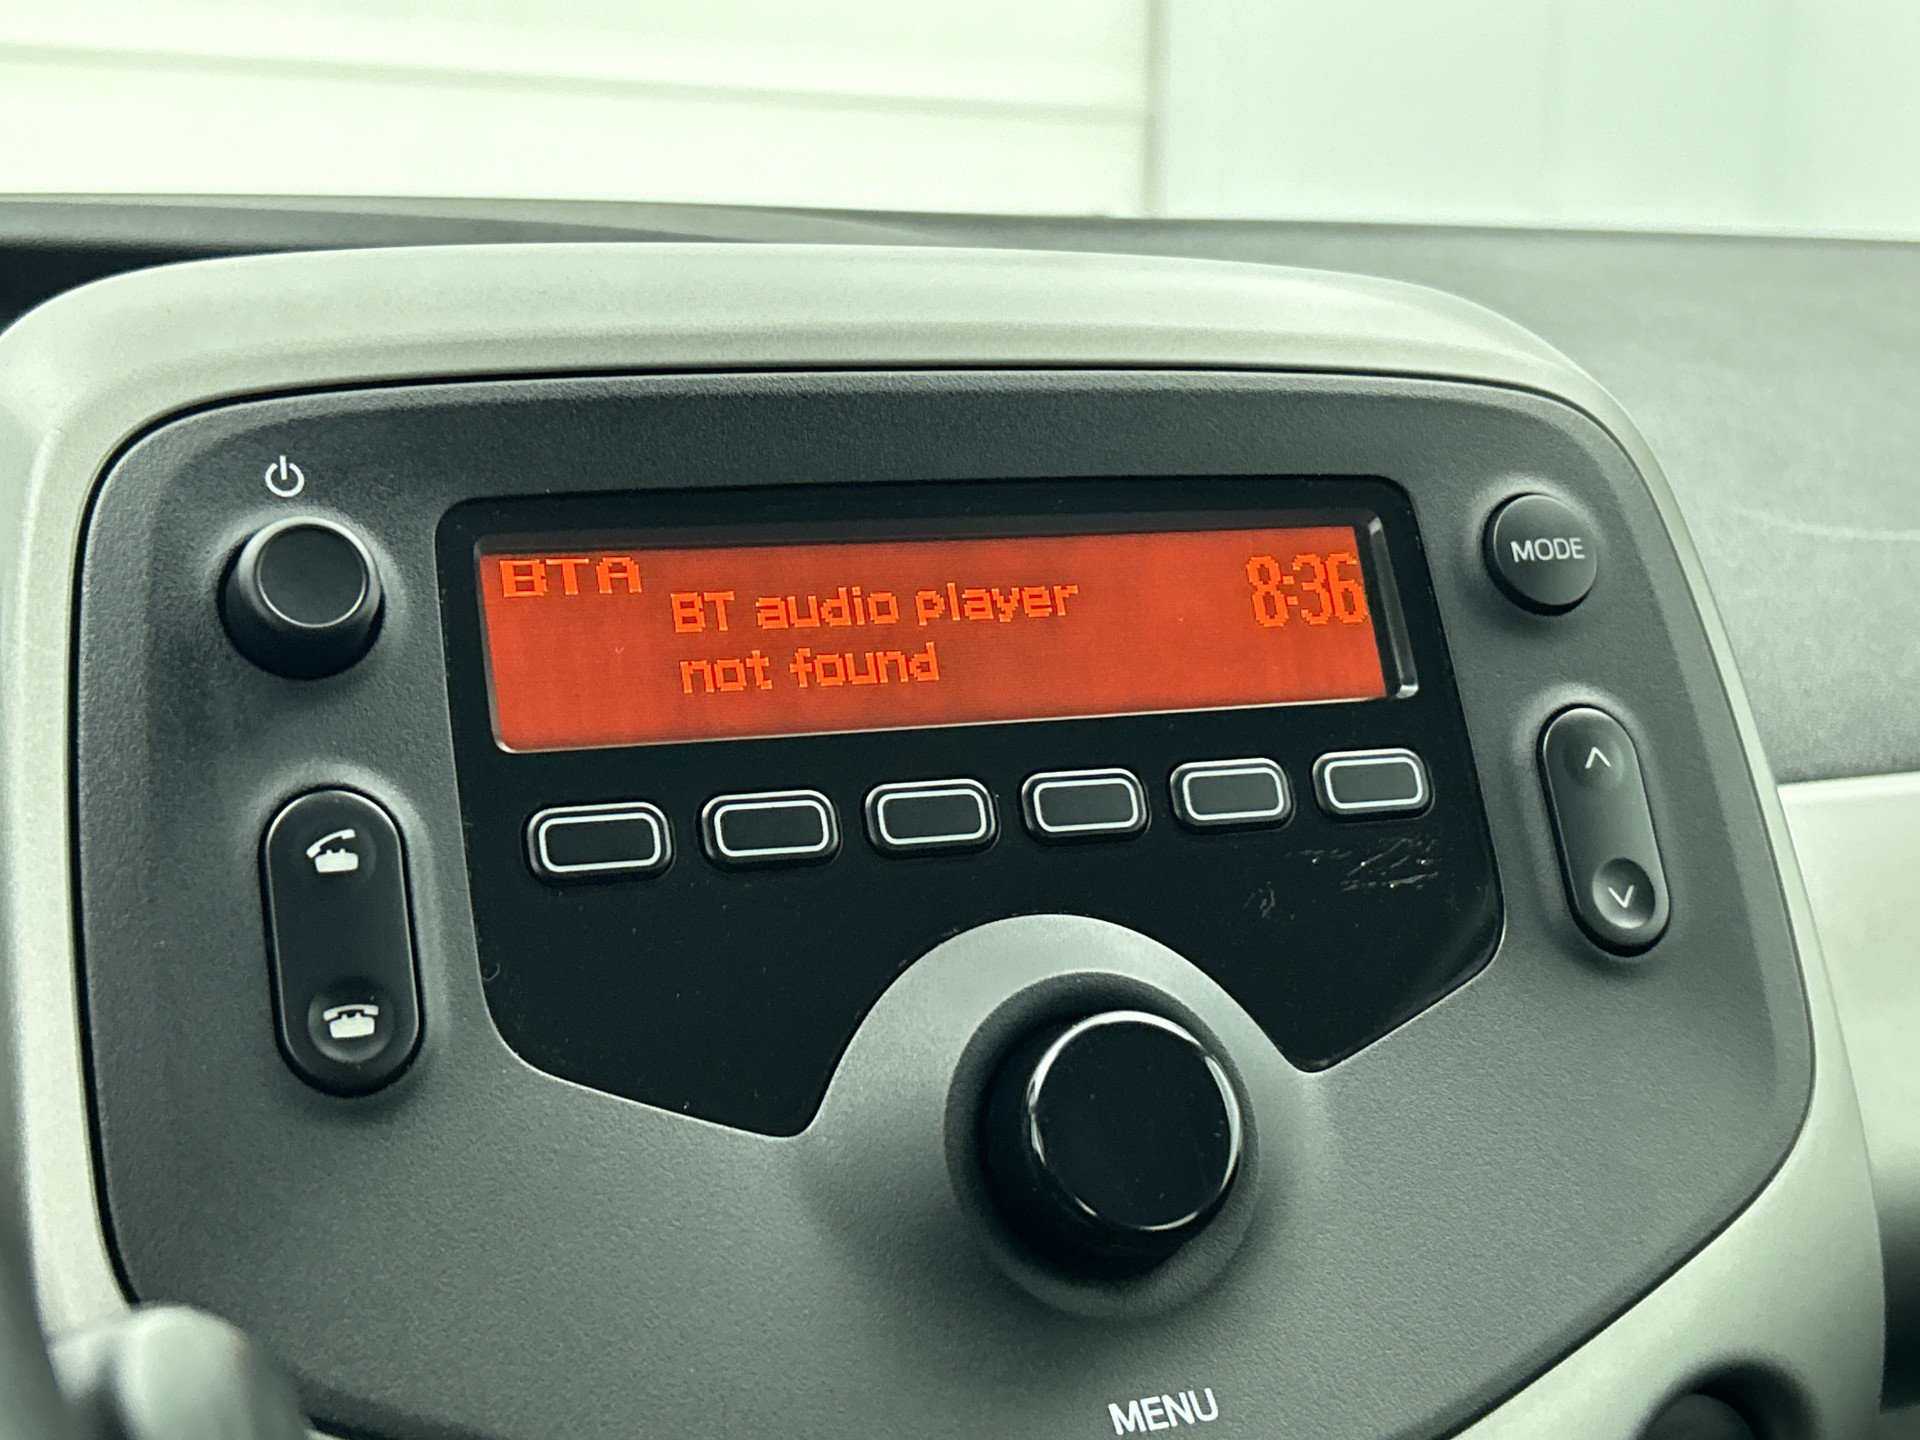 BTA
BT audio player
not found
8:36
MODE
MENU